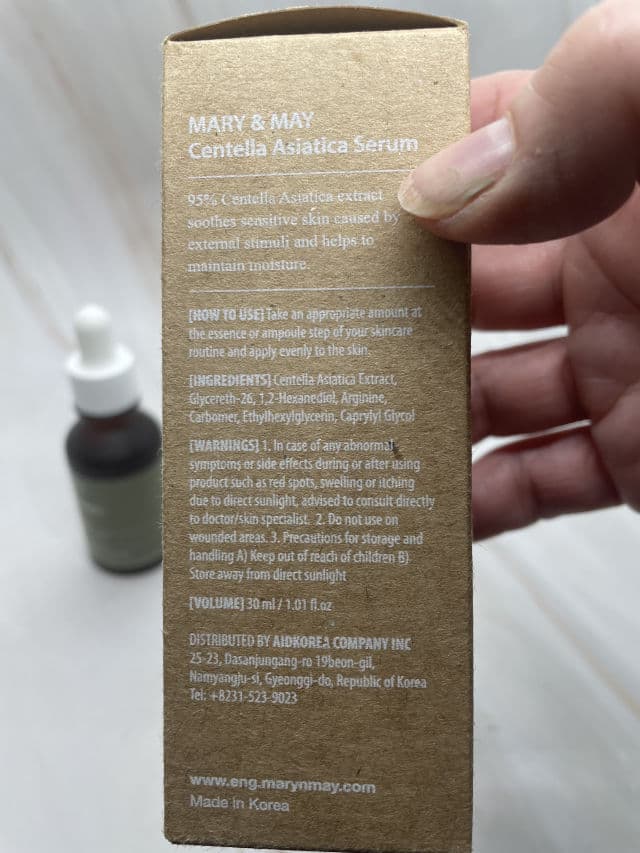 MARY & MAY
Centella Asiatica Serum
95% Centella Asiatica extract
soothes sensitive skin caused by
external stimuli and helps to
maintain moisture.
[HOW TO USE] Take an appropriate amount at
the essence or ampoule step of your skincare
routine and apply evenly to the skin.
[INGREDIENTS] Centella Asiatica Extract,
Glycereth-26, 1,2-Hexanediol, Arginine,
Carbomer, Ethylhexylglycerin, Caprylyl Glycol
[WARNINGS] 1. In case of any abnormal
symptoms or side effects during or after using
product such as red spots, swelling or itching
due to direct sunlight, advised to consult directly
to doctor/skin specialist. 2. Do not use on
wounded areas. 3. Precautions for storage and
handling A) Keep out of reach of children B)
Store away from direct sunlight
[VOLUME] 30 ml / 1.01 fl.oz
DISTRIBUTED BY AIDKOREA COMPANY INC
25-23, Dasanjungang-ro 19beon-gil,
Namyangju-si, Gyeonggi-do, Republic of Korea
Tel: +8231-523-9023
www.eng.marynmay.com
Made in Korea